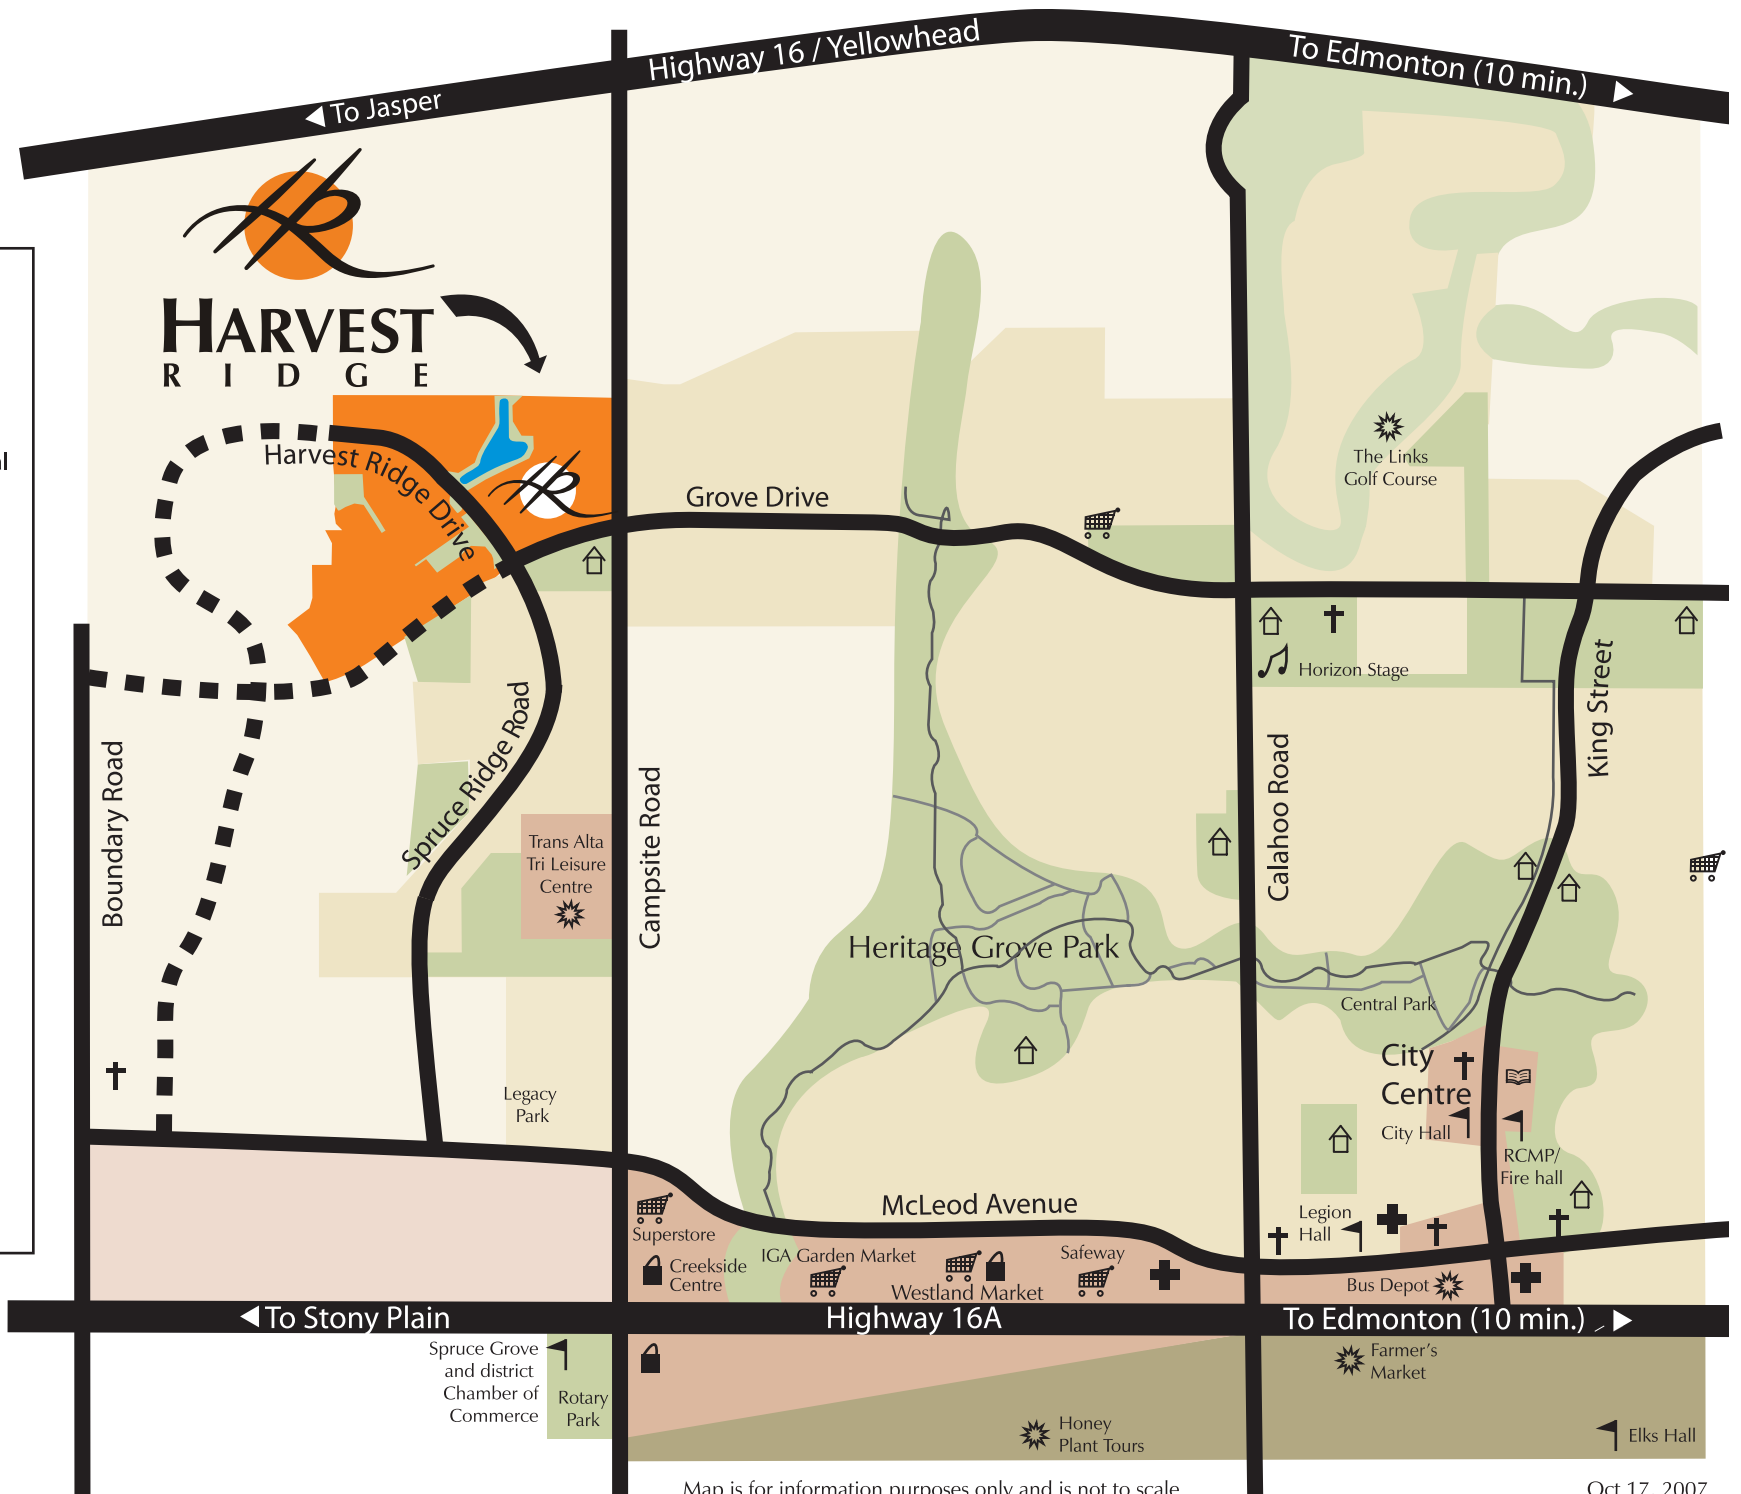 Highway 16 / Yellowhead
To Edmonton (10 min.)
To Jasper
HARVEST
RIDGE
Harvest Ridge Drive
Grove Drive
The Links
Golf Course
Horizon Stage
King Street
Spruce Ridge Road
Boundary Road
Campsite Road
Calahoo Road
Trans Alta
Tri Leisure
Centre
Heritage Grove Park
Central Park
City
Centre
City Hall
RCMP/
Fire hall
Legacy
Park
McLeod Avenue
Legion
Hall
Superstore
Creekside
Centre
IGA Garden Market
Westland Market
Safeway
Bus Depot
To Stony Plain
Highway 16A
To Edmonton (10 min.)
Spruce Grove
and district
Chamber of
Commerce
Rotary
Park
Farmer's
Market
Honey
Plant Tours
Elks Hall
Map is for information purposes only and is not to scale
Oct 17, 2007